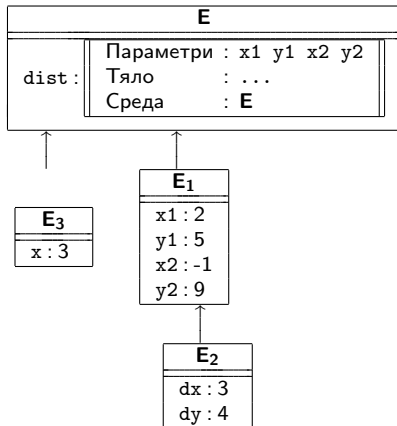 E
Параметри : x1 y1 x2 y2
dist : Тяло : ...
Среда : E
E1
x1 : 2
y1 : 5
x2 : -1
y2 : 9
E3
x : 3
E2
dx : 3
dy : 4